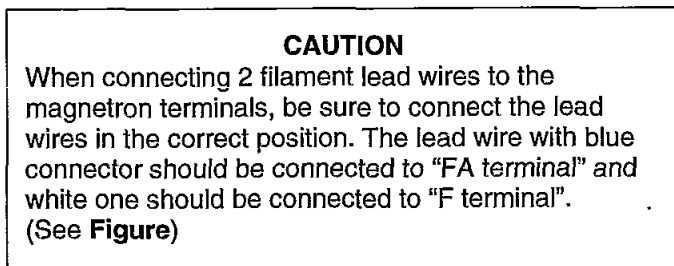 CAUTION
When connecting 2 filament lead wires to the
magnetron terminals, be sure to connect the lead
wires in the correct position. The lead wire with blue
connector should be connected to “FA terminal” and
white one should be connected to “F terminal”.
(See Figure)